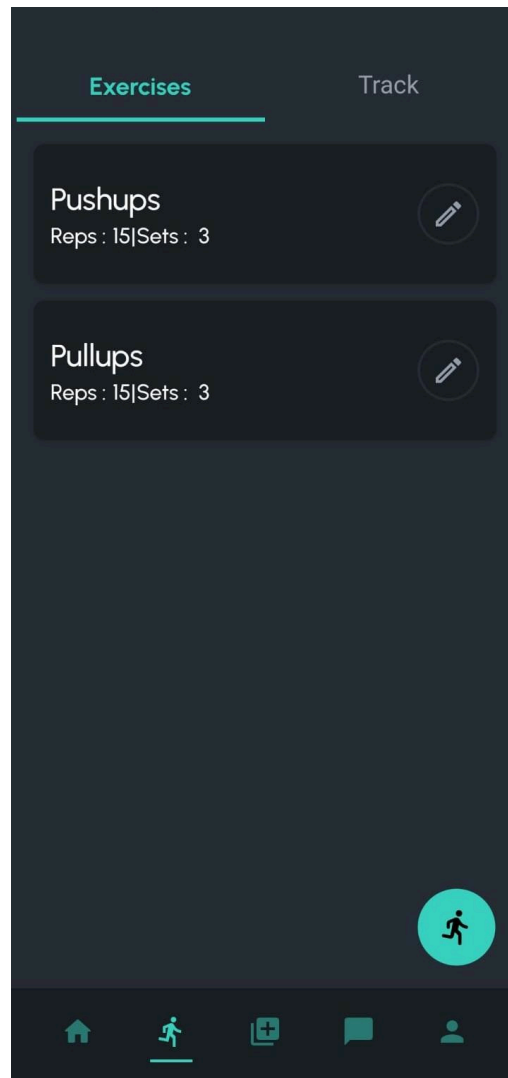 Exercises
Track
Pushups
Reps : 15|Sets :  3
Pullups
Reps : 15|Sets :  3